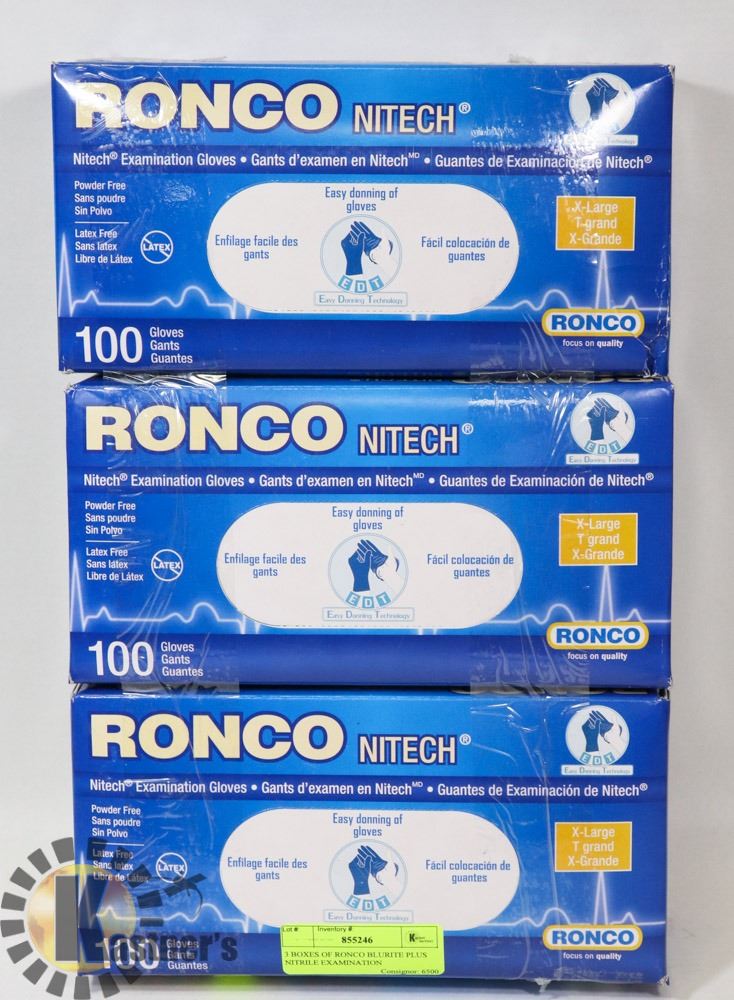 RONCO NITECH®
Nitech® Examination Gloves • Gants d'examen en Nitech MD • Guantes de Examinación de Nitech®
Powder Free
Sans poudre
Sin Polvo
Latex Free
Sans latex
Libre de Látex
LATEX
Easy donning of
gloves
Enfilage facile des
gants
Fácil colocación de
guantes
EDT
Easy Donning Technology
X-Large
T grand
X-Grande
100 Gloves
Gants
Guantes
RONCO
focus on quality
RONCO NITECH®
EDT
Easy Donning Technology
Nitech® Examination Gloves • Gants d'examen en Nitech MD • Guantes de Examinación de Nitech®
Powder Free
Sans poudre
Sin Polvo
Latex Free
Sans latex
Libre de Látex
LATEX
Easy donning of
gloves
Enfilage facile des
gants
Fácil colocación de
guantes
EDT
Easy Donning Technology
X-Large
T grand
X-Grande
100 Gloves
Gants
Guantes
RONCO
focus on quality
RONCO NITECH®
EDT
Easy Donning Technology
Nitech® Examination Gloves • Gants d'examen en Nitech MD • Guantes de Examinación de Nitech®
Powder Free
Sans poudre
Sin Polvo
Latex Free
Sans latex
Libre de Látex
LATEX
Easy donning of
gloves
Enfilage facile des
gants
Fácil colocación de
guantes
EDT
Easy Donning Technology
X-Large
T grand
X-Grande
100 Gloves
Gants
Guantes
RONCO
Lot #: Inventory #:
855246
3 BOXES OF RONCO BLURITE PLUS
NITRILE EXAMINATION
Consignor: 6500